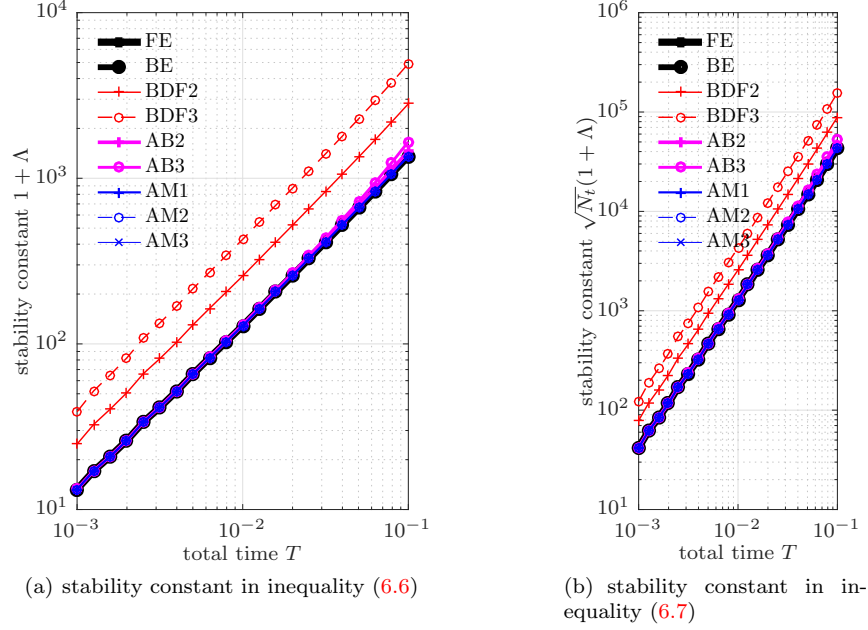 10^4
10^3
10^2
10^1
stability constant 1 + Λ
FE
BE
BDF2
BDF3
AB2
AB3
AM1
AM2
AM3
10^{-3}
10^{-2}
10^{-1}
total time T
(a) stability constant in inequality (6.6)
10^6
10^5
10^4
10^3
10^2
10^1
stability constant √N_t(1 + Λ)
FE
BE
BDF2
BDF3
AB2
AB3
AM1
AM2
AM3
10^{-3}
10^{-2}
10^{-1}
total time T
(b) stability constant in in-
equality (6.7)